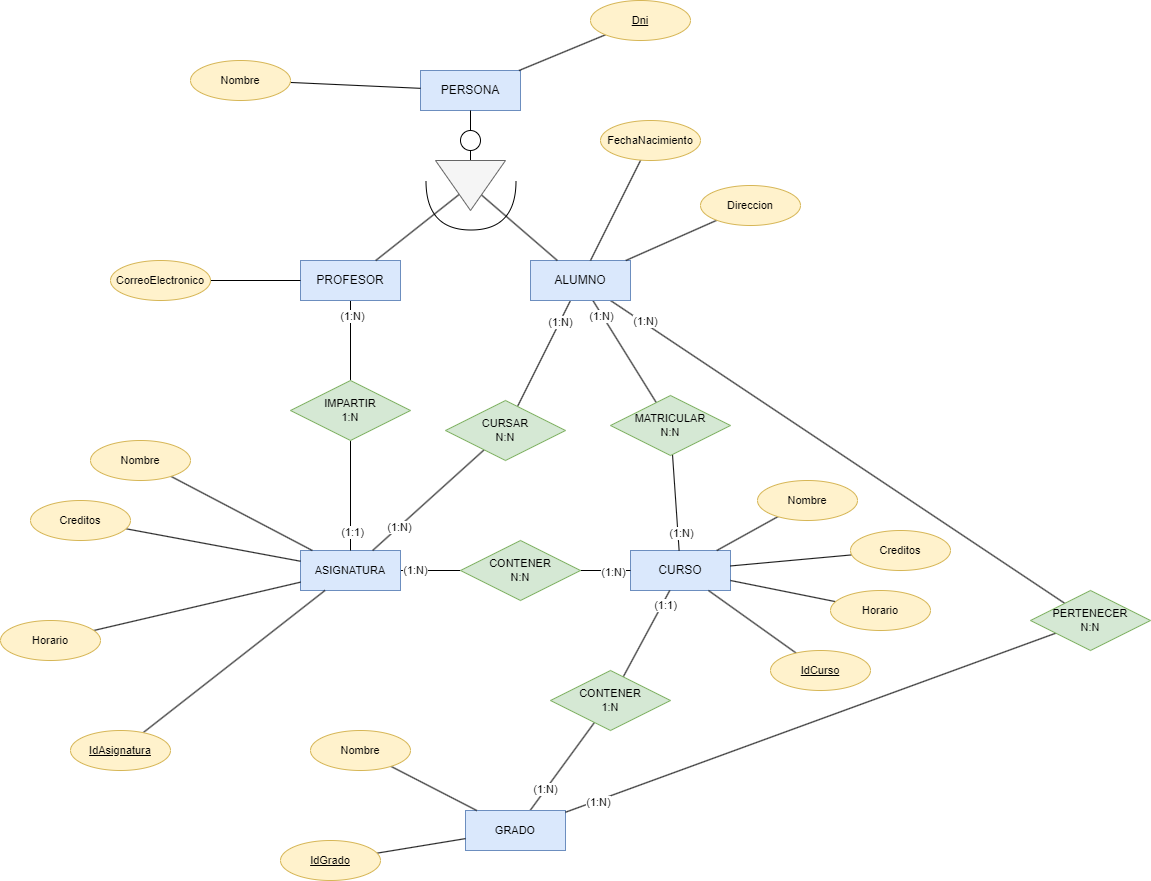 Dni
Nombre
PERSONA
FechaNacimiento
Direccion
CorreoElectronico
PROFESOR
ALUMNO
(1:N)
(1:N)
(1:N)
(1:N)
IMPARTIR
1:N
CURSAR
N:N
MATRICULAR
N:N
Nombre
Creditos
(1:1)
(1:N)
(1:N)
Nombre
Creditos
ASIGNATURA
(1:N)
CONTENER
N:N
(1:N)
CURSO
(1:1)
Horario
PERTENECER
N:N
Horario
IdCurso
CONTENER
1:N
IdAsignatura
Nombre
(1:N)
(1:N)
GRADO
IdGrado